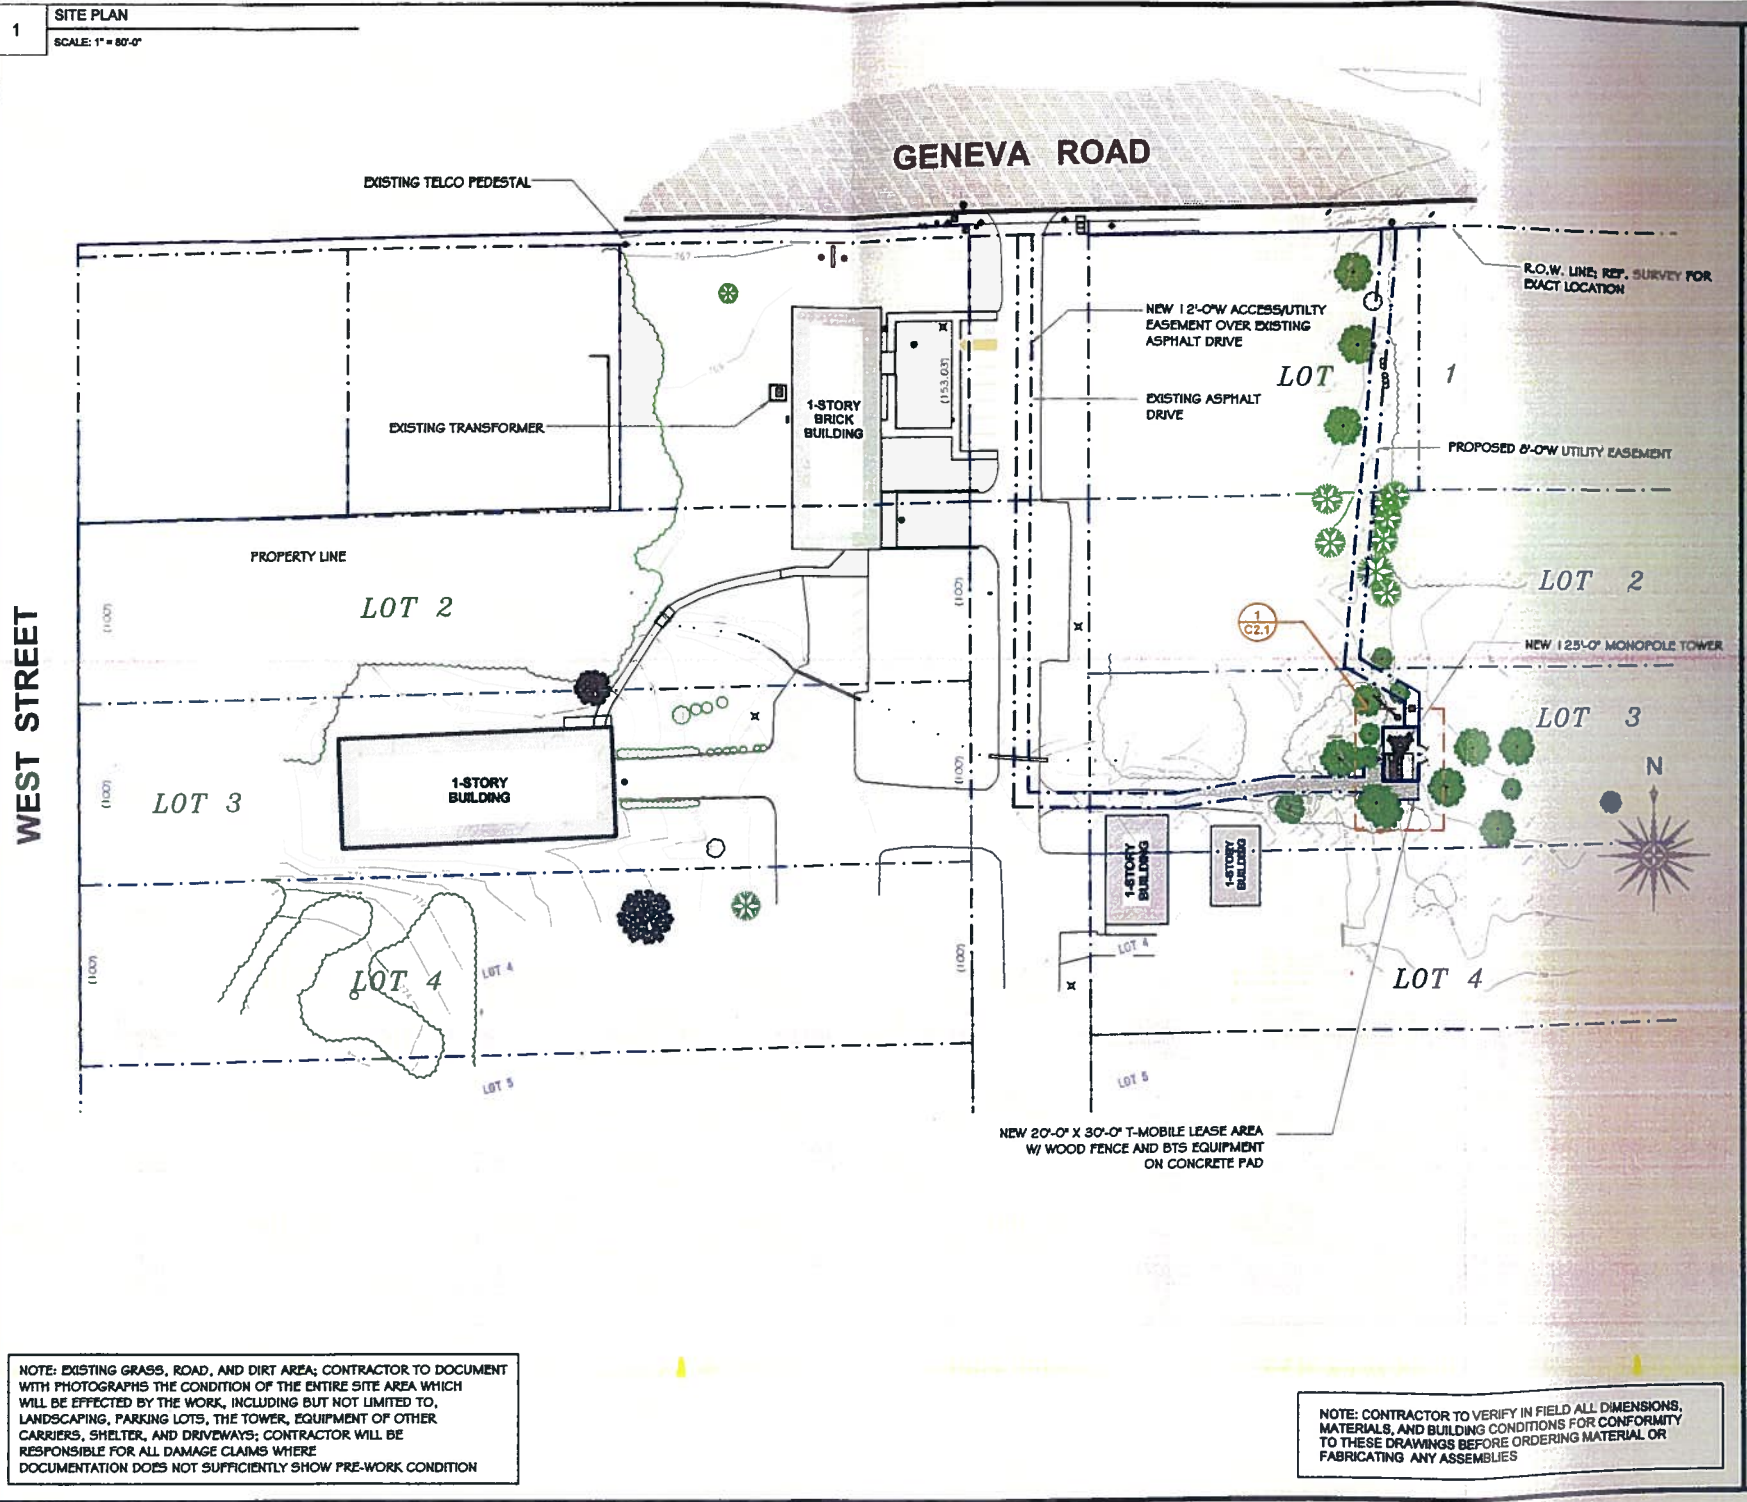 1
SITE PLAN
SCALE: 1" = 80'-0"
GENEVA ROAD
EXISTING TELCO PEDESTAL
R.O.W. LINE; REF. SURVEY FOR
EXACT LOCATION
NEW 12'-0"W ACCESS/UTILTY
EASEMENT OVER EXISTING
ASPHALT DRIVE
LOT 1
(153.03')
EXISTING ASPHALT
DRIVE
1-STORY
BRICK
BUILDING
EXISTING TRANSFORMER
PROPOSED 8'-0"W UTILITY EASEMENT
PROPERTY LINE
LOT 2
LOT 2
(100')
(100')
1
C2.1
NEW 125'-0" MONOPOLE TOWER
WEST STREET
LOT 3
N
1-STORY
BUILDING
LOT 3
(100')
(100')
1-STORY
BUILDING
1-STORY
BUILDING
LOT 4
LOT 4
LOT 4
LOT 4
(100')
(100')
LOT 5
LOT 5
NEW 20'-0" X 30'-0" T-MOBILE LEASE AREA
W/ WOOD FENCE AND BTS EQUIPMENT
ON CONCRETE PAD
NOTE: EXISTING GRASS, ROAD, AND DIRT AREA; CONTRACTOR TO DOCUMENT
WITH PHOTOGRAPHS THE CONDITION OF THE ENTIRE SITE AREA WHICH
WILL BE EFFECTED BY THE WORK, INCLUDING BUT NOT LIMITED TO,
LANDSCAPING, PARKING LOTS, THE TOWER, EQUIPMENT OF OTHER
CARRIERS, SHELTER, AND DRIVEWAYS; CONTRACTOR WILL BE
RESPONSIBLE FOR ALL DAMAGE CLAIMS WHERE
DOCUMENTATION DOES NOT SUFFICIENTLY SHOW PRE-WORK CONDITION
NOTE: CONTRACTOR TO VERIFY IN FIELD ALL DIMENSIONS,
MATERIALS, AND BUILDING CONDITIONS FOR CONFORMITY
TO THESE DRAWINGS BEFORE ORDERING MATERIAL OR
FABRICATING ANY ASSEMBLIES